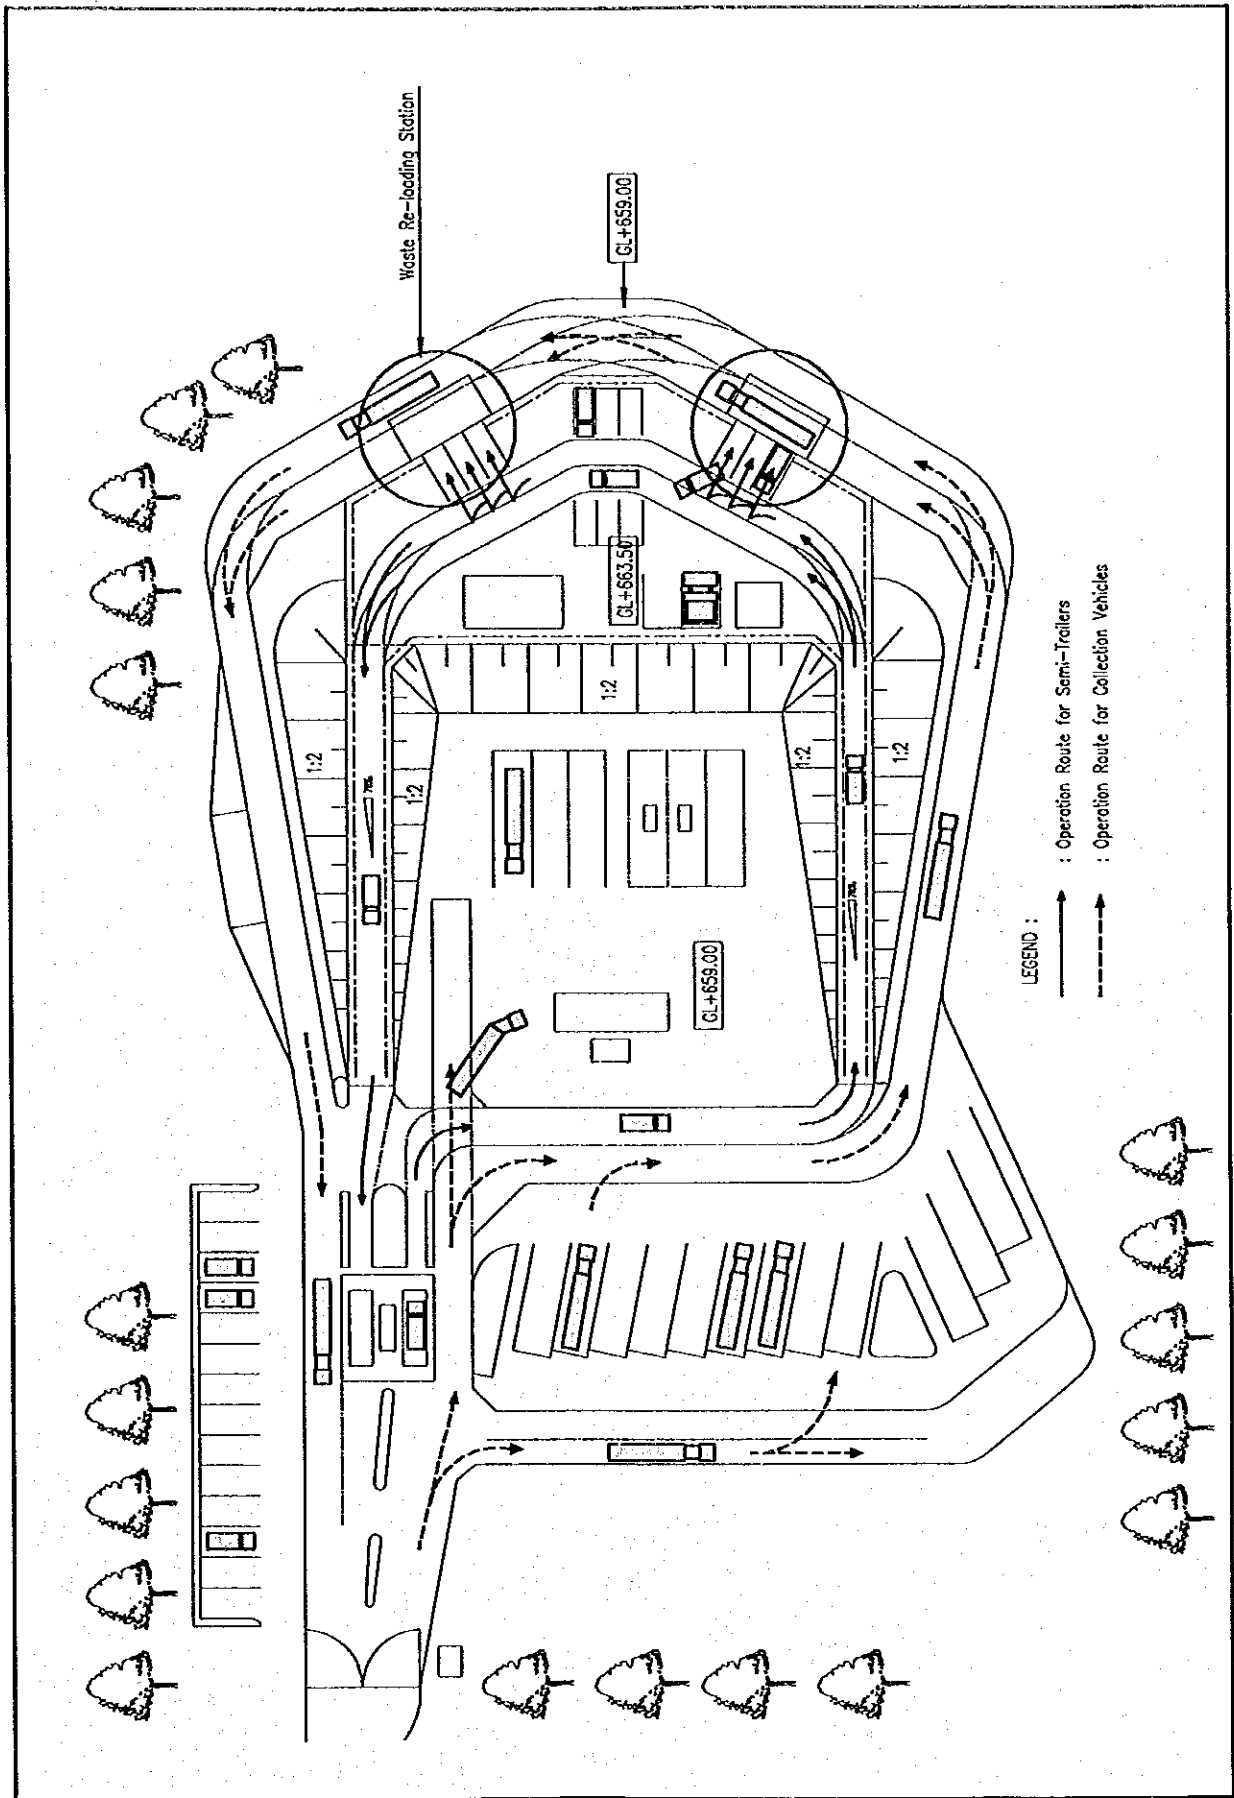 Waste Re-loading Station
GL+659.00
GL+663.50
1:2
1:2
1:2
1:2
1:2
GL+659.00
LEGEND :
: Operation Route for Semi-Trailers
: Operation Route for Collection Vehicles